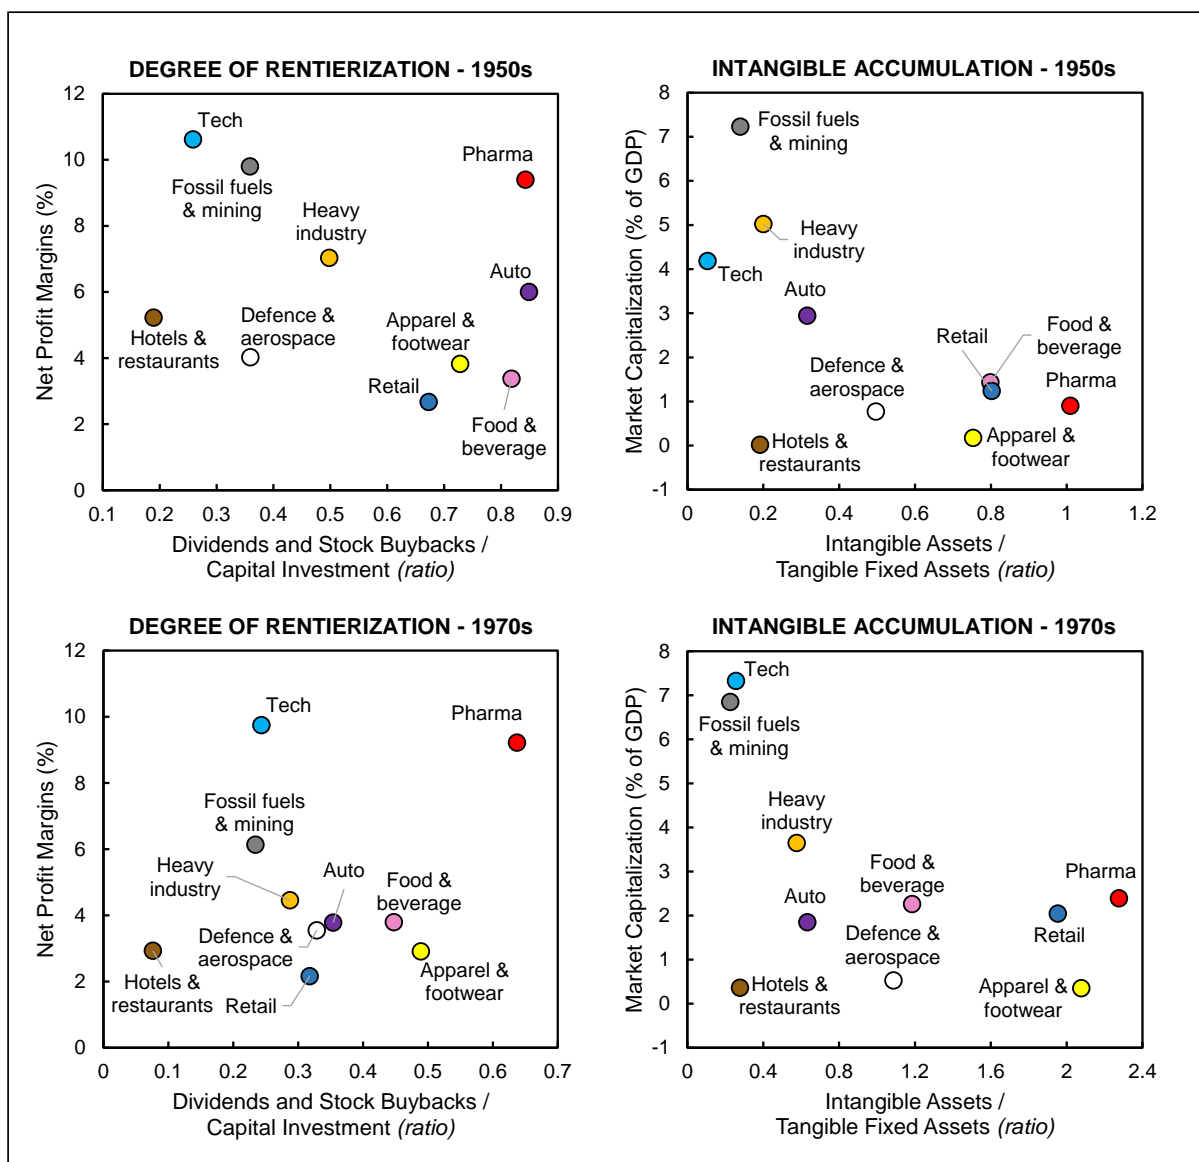 DEGREE OF RENTIERIZATION - 1950s
12
10
8
6
4
2
0
Net Profit Margins (%)
Tech
Fossil fuels
& mining
Pharma
Heavy
industry
Auto
Hotels &
restaurants
Defence &
aerospace
Apparel &
footwear
Retail
Food &
beverage
0.1 0.2 0.3 0.4 0.5 0.6 0.7 0.8 0.9
Dividends and Stock Buybacks /
Capital Investment (ratio)
INTANGIBLE ACCUMULATION - 1950s
8
7
6
5
4
3
2
1
0
-1
Market Capitalization (% of GDP)
Fossil fuels
& mining
Heavy
industry
Tech
Auto
Retail
Food &
beverage
Defence &
aerospace
Pharma
Hotels &
restaurants
Apparel &
footwear
0 0.2 0.4 0.6 0.8 1 1.2
Intangible Assets /
Tangible Fixed Assets (ratio)
DEGREE OF RENTIERIZATION - 1970s
12
10
8
6
4
2
0
Net Profit Margins (%)
Tech
Pharma
Fossil fuels
& mining
Heavy
industry
Auto
Food &
beverage
Defence &
aerospace
Hotels &
restaurants
Retail
Apparel &
footwear
0 0.1 0.2 0.3 0.4 0.5 0.6 0.7
Dividends and Stock Buybacks /
Capital Investment (ratio)
INTANGIBLE ACCUMULATION - 1970s
8
7
6
5
4
3
2
1
0
-1
Market Capitalization (% of GDP)
Tech
Fossil fuels
& mining
Heavy
industry
Food &
beverage
Pharma
Auto
Defence &
aerospace
Retail
Hotels &
restaurants
Apparel &
footwear
0 0.4 0.8 1.2 1.6 2 2.4
Intangible Assets /
Tangible Fixed Assets (ratio)